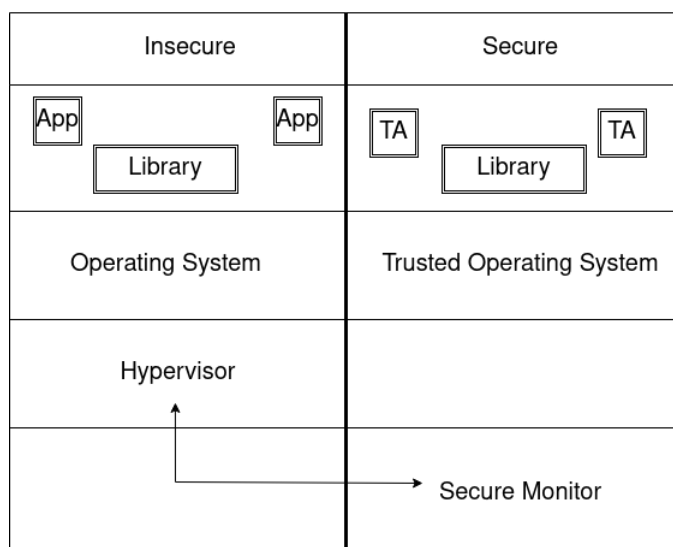 Insecure
Secure
App
App
TA
TA
Library
Library
Operating System
Trusted Operating System
Hypervisor
Secure Monitor